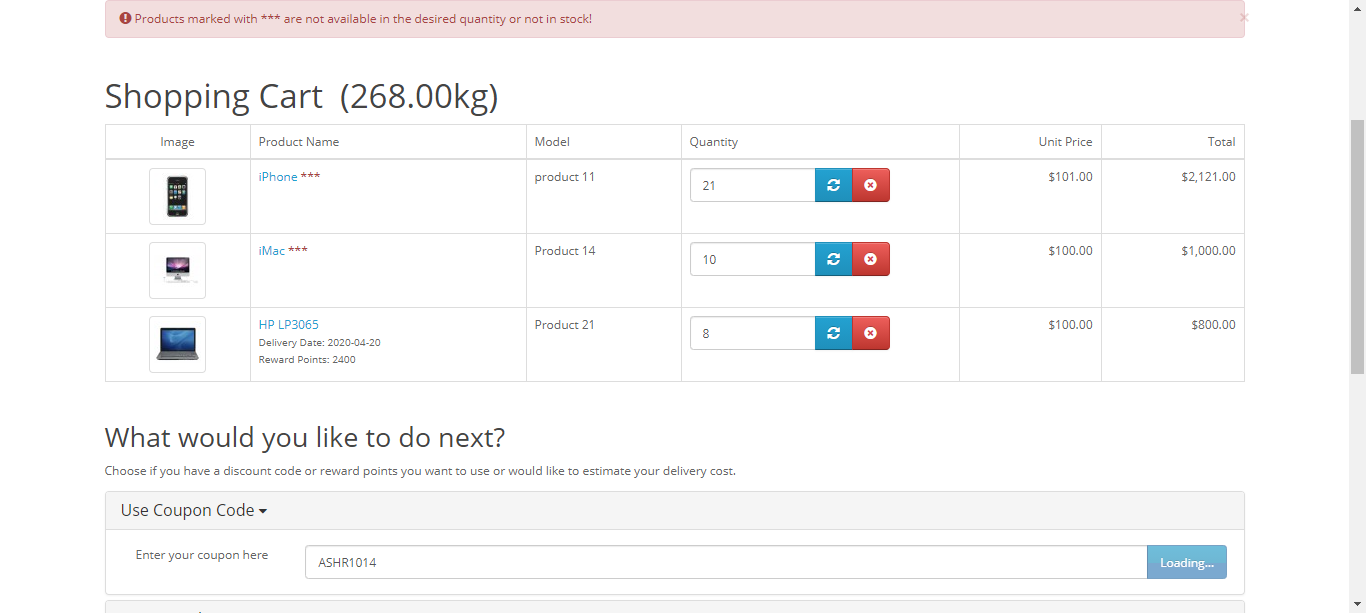 Products marked with *** are not available in the desired quantity or not in stock!
×
Shopping Cart (268.00kg)
Image Product Name Model Quantity Unit Price Total
iPhone *** product 11 21 $101.00 $2,121.00
iMac *** Product 14 10 $100.00 $1,000.00
HP LP3065 Product 21 8 $100.00 $800.00
Delivery Date: 2020-04-20
Reward Points: 2400
What would you like to do next?
Choose if you have a discount code or reward points you want to use or would like to estimate your delivery cost.
Use Coupon Code
Enter your coupon here ASHR1014 Loading...